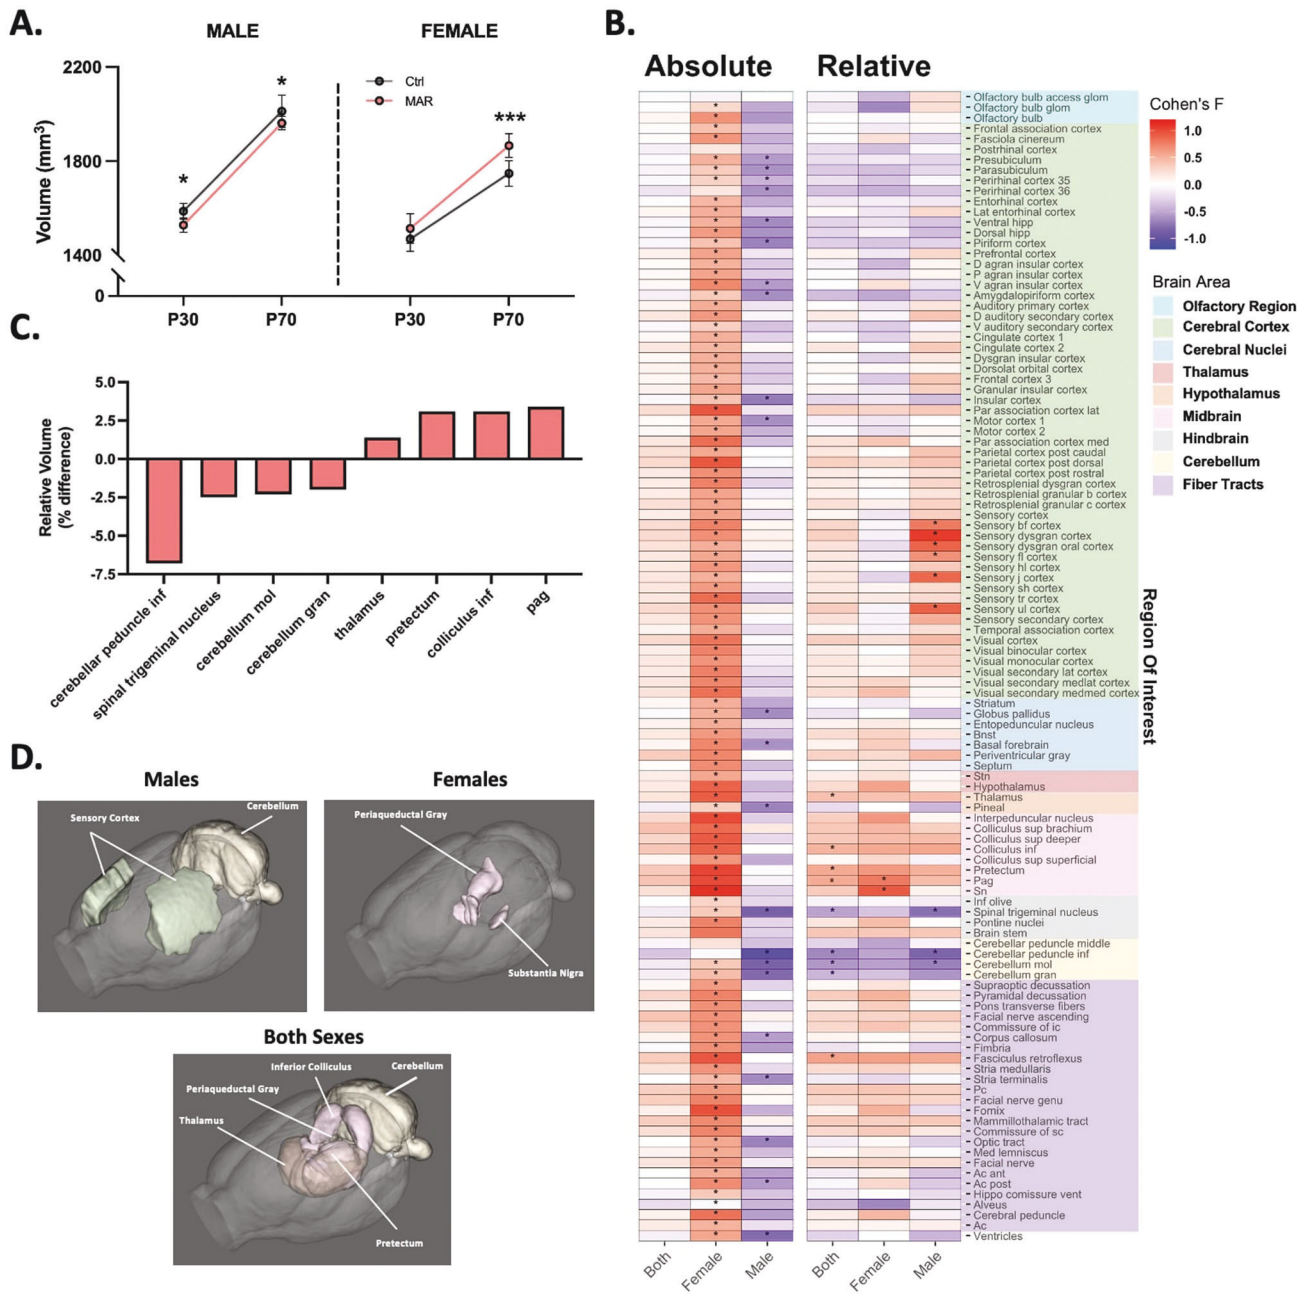 A.
MALE
FEMALE
2200
1800
1400
0
Volume (mm³)
*
*
***
Ctrl
MAR
P30
P70
P30
P70
B.
Absolute
Relative
Olfactory bulb access glom
Olfactory bulb glom
Olfactory bulb
Frontal association cortex
Fasciola cinereum
Postrhinal cortex
Presubiculum
Parasubiculum
Perirhinal cortex 35
Perirhinal cortex 36
Entorhinal cortex
Lat entorhinal cortex
Ventral hipp
Dorsal hipp
Piriform cortex
Prefrontal cortex
D agran insular cortex
P agran insular cortex
V agran insular cortex
Amygdalopiriform cortex
Auditory primary cortex
D auditory secondary cortex
V auditory secondary cortex
Cingulate cortex 1
Cingulate cortex 2
Dysgran insular cortex
Dorsolat orbital cortex
Frontal cortex 3
Granular insular cortex
Insular cortex
Par association cortex lat
Motor cortex 1
Motor cortex 2
Par association cortex med
Parietal cortex post caudal
Parietal cortex post dorsal
Parietal cortex post rostral
Retrosplenial dysgran cortex
Retrosplenial granular b cortex
Retrosplenial granular c cortex
Sensory cortex
Sensory bf cortex
Sensory dysgran cortex
Sensory dysgran oral cortex
Sensory fl cortex
Sensory hl cortex
Sensory j cortex
Sensory sh cortex
Sensory tr cortex
Sensory ul cortex
Sensory secondary cortex
Temporal association cortex
Visual cortex
Visual binocular cortex
Visual monocular cortex
Visual secondary lat cortex
Visual secondary medlat cortex
Visual secondary medmed cortex
Striatum
Globus pallidus
Entopeduncular nucleus
Bnst
Basal forebrain
Periventricular gray
Septum
Stn
Hypothalamus
Thalamus
Pineal
Interpeduncular nucleus
Colliculus sup brachium
Colliculus sup deeper
Colliculus inf
Colliculus sup superficial
Pretectum
Pag
Sn
Inf olive
Spinal trigeminal nucleus
Pontine nuclei
Brain stem
Cerebellar peduncle middle
Cerebellar peduncle inf
Cerebellum mol
Cerebellum gran
Supraoptic decussation
Pyramidal decussation
Pons transverse fibers
Facial nerve ascending
Commissure of ic
Corpus callosum
Fimbria
Fasciculus retroflexus
Stria medullaris
Stria terminalis
Pc
Facial nerve genu
Fornix
Mammillothalamic tract
Commissure of sc
Optic tract
Med lemniscus
Facial nerve
Ac ant
Ac post
Hippo comissure vent
Alveus
Cerebral peduncle
Ac
Ventricles
Both
Female
Male
Both
Female
Male
Region Of Interest
Cohen's F
1.0
0.5
0.0
-0.5
-1.0
Brain Area
Olfactory Region
Cerebral Cortex
Cerebral Nuclei
Thalamus
Hypothalamus
Midbrain
Hindbrain
Cerebellum
Fiber Tracts
C.
Relative Volume
(% difference)
5.0
2.5
0.0
-2.5
-5.0
-7.5
cerebellar peduncle inf
spinal trigeminal nucleus
cerebellum mol
cerebellum gran
thalamus
pretectum
colliculus inf
pag
D.
Males
Sensory Cortex
Cerebellum
Females
Periaqueductal Gray
Substantia Nigra
Both Sexes
Inferior Colliculus
Cerebellum
Periaqueductal Gray
Thalamus
Pretectum